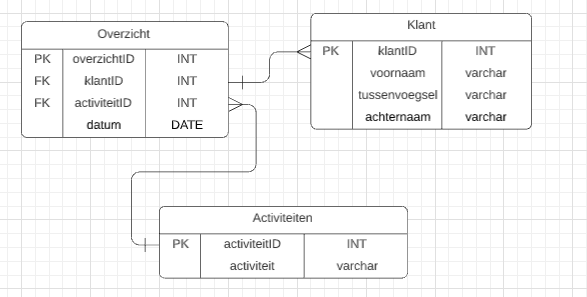 Overzicht
PK overzichtID INT
FK klantID INT
FK activiteitID INT
datum DATE
Klant
PK klantID INT
voornaam varchar
tussenvoegsel varchar
achternaam varchar
Activiteiten
PK activiteitID INT
activiteit varchar